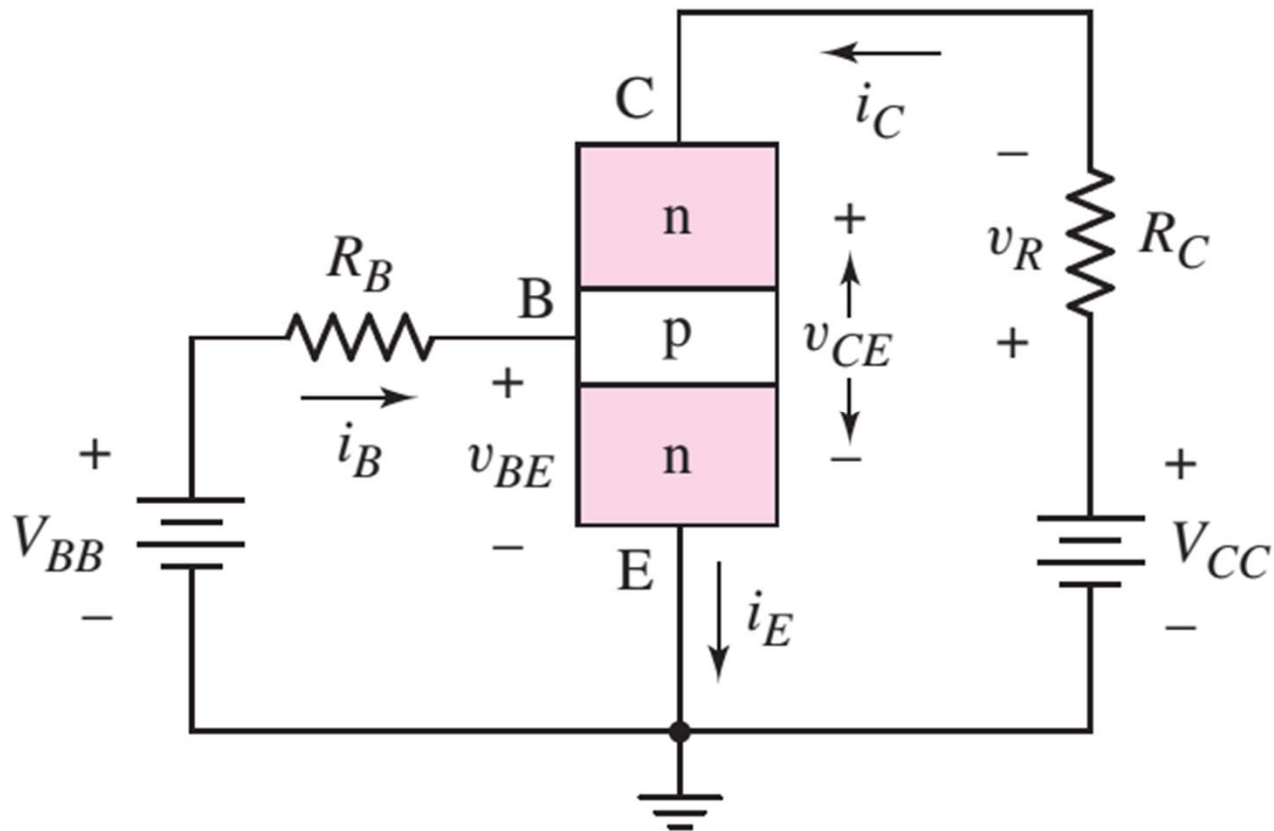 C
i_C
−
n
+
v_R
R_C
R_B
B
p
v_CE
+
+
i_B
v_BE
n
−
+
+
V_BB
−
E
V_CC
−
i_E
−